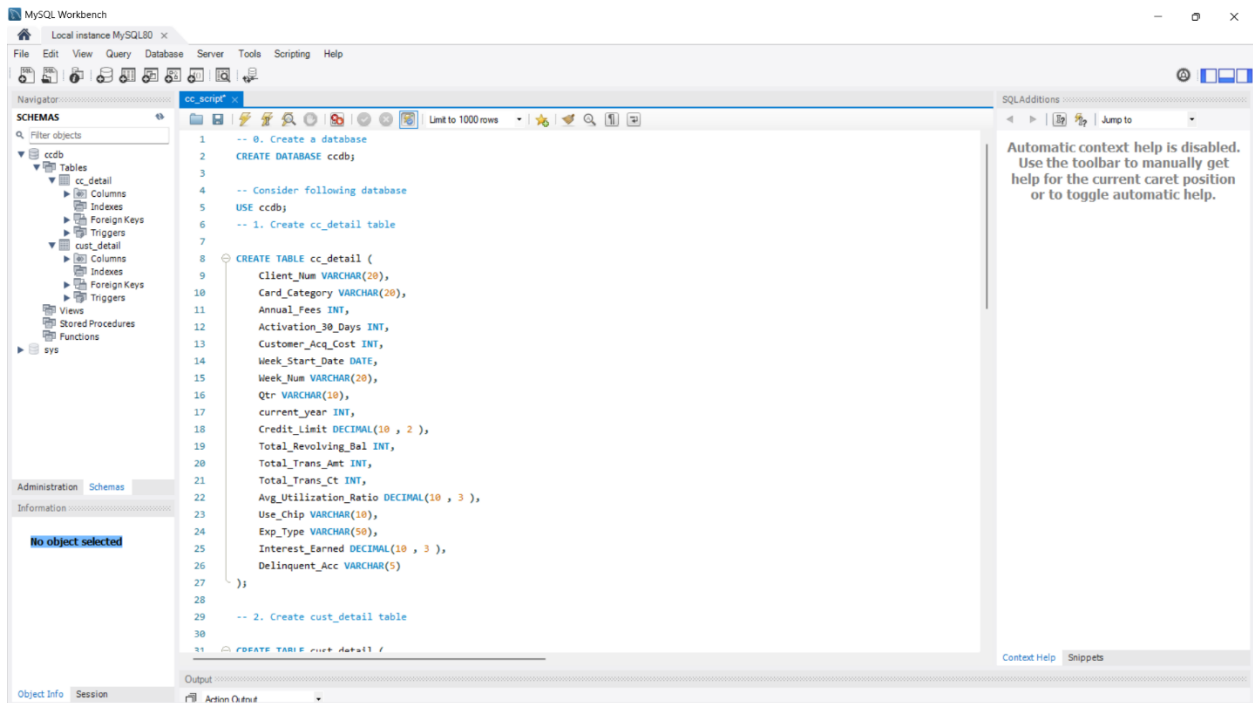 MySQL Workbench
Local instance MySQL80
File Edit View Query Database Server Tools Scripting Help
Navigator
SCHEMAS
Filter objects
ccdb
Tables
cc_detail
Columns
Indexes
Foreign Keys
Triggers
cust_detail
Columns
Indexes
Foreign Keys
Triggers
Views
Stored Procedures
Functions
sys
Administration Schemas
Information
No object selected
Object Info Session
cc_script*
Limit to 1000 rows
1 -- 0. Create a database
2 CREATE DATABASE ccdb;
3
4 -- Consider following database
5 USE ccdb;
6 -- 1. Create cc_detail table
7
8 CREATE TABLE cc_detail (
9 Client_Num VARCHAR(20),
10 Card_Category VARCHAR(20),
11 Annual_Fees INT,
12 Activation_30_Days INT,
13 Customer_Acq_Cost INT,
14 Week_Start_Date DATE,
15 Week_Num VARCHAR(20),
16 Qtr VARCHAR(10),
17 current_year INT,
18 Credit_Limit DECIMAL(10 , 2 ),
19 Total_Revolving_Bal INT,
20 Total_Trans_Amt INT,
21 Total_Trans_Ct INT,
22 Avg_Utilization_Ratio DECIMAL(10 , 3 ),
23 Use_Chip VARCHAR(10),
24 Exp_Type VARCHAR(50),
25 Interest_Earned DECIMAL(10 , 3 ),
26 Delinquent_Acc VARCHAR(5)
27 );
28
29 -- 2. Create cust_detail table
30
31 CREATE TABLE cust_detail (
Output
Action Output
SQLAdditions
Jump to
Automatic context help is disabled.
Use the toolbar to manually get
help for the current caret position
or to toggle automatic help.
Context Help Snippets